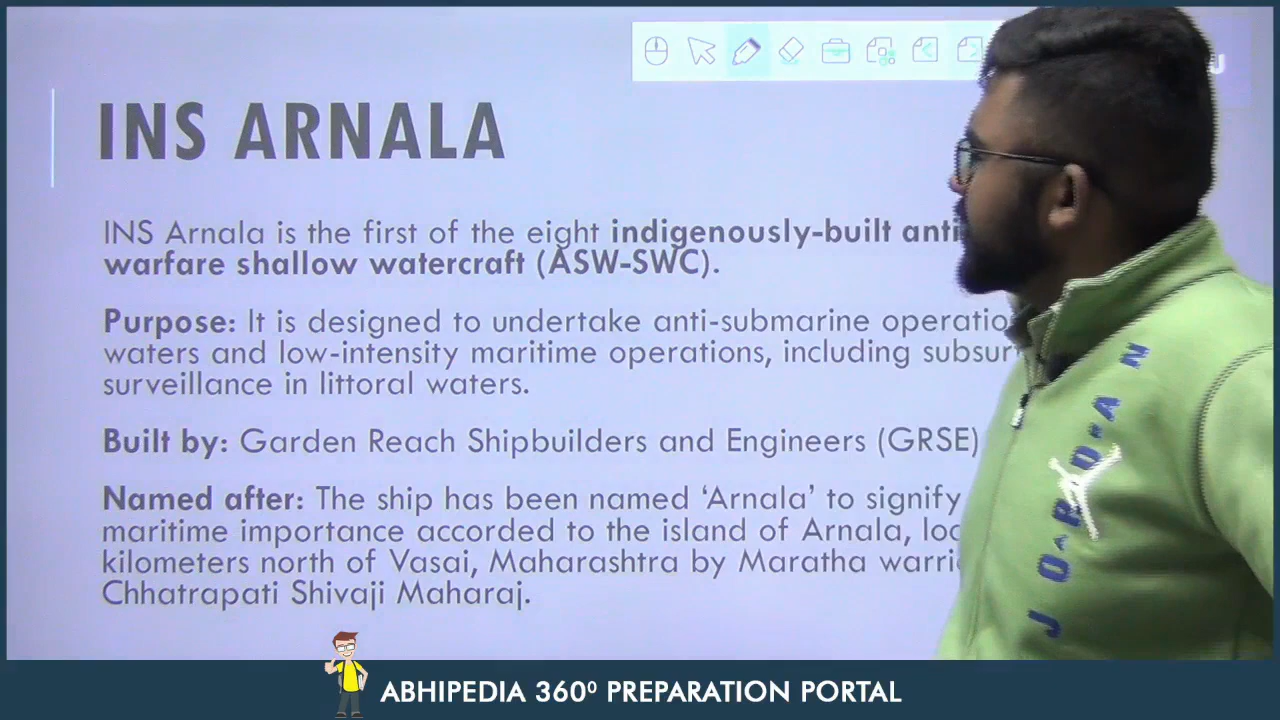 INS ARNALA
INS Arnala is the first of the eight indigenously-built anti
warfare shallow watercraft (ASW-SWC).
Purpose: It is designed to undertake anti-submarine operatio
waters and low-intensity maritime operations, including subsur
surveillance in littoral waters.
Built by: Garden Reach Shipbuilders and Engineers (GRSE)
Named after: The ship has been named ‘Arnala’ to signify
maritime importance accorded to the island of Arnala, loc
kilometers north of Vasai, Maharashtra by Maratha warri
Chhatrapati Shivaji Maharaj.
JORDAN
ABHIPEDIA 360⁰ PREPARATION PORTAL